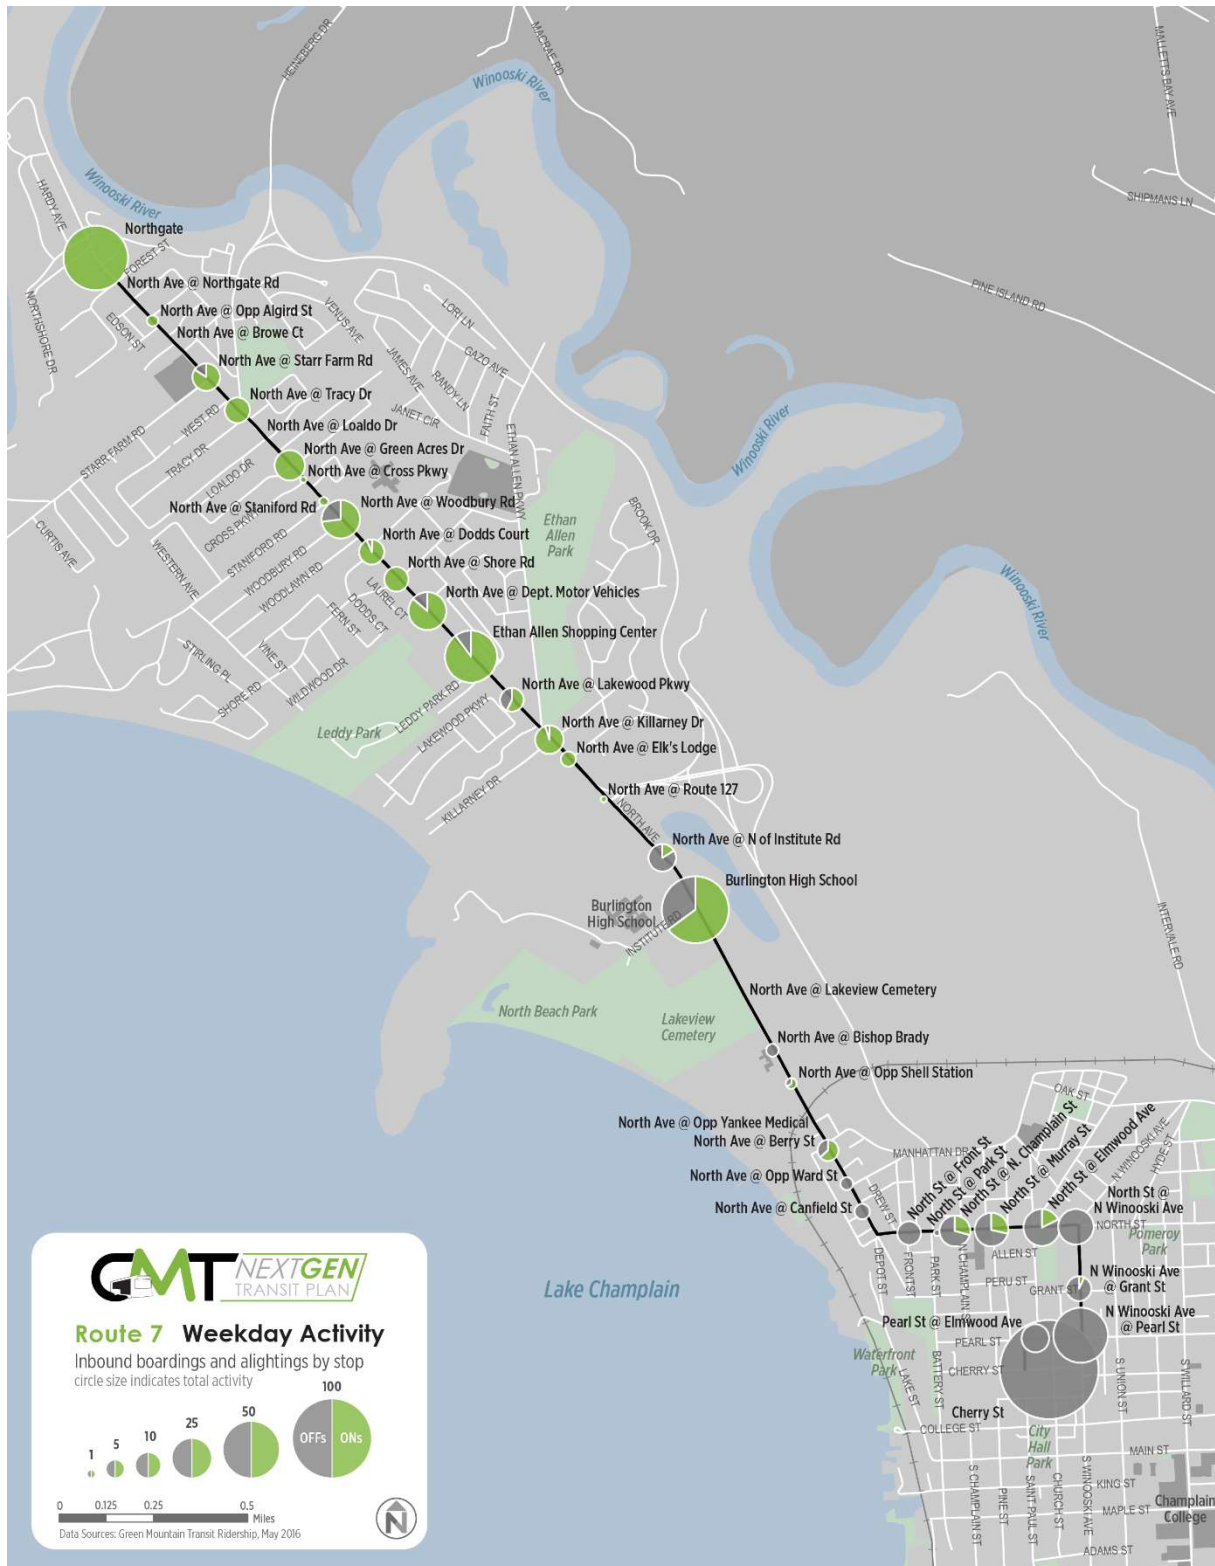 HEINEBERG DR
MACRAE RD
MALLETTS BAY AVE
Winooski River
Winooski River
HARDY AVE
SHIPMANS LN
Northgate
FOREST ST
North Ave @ Northgate Rd
PINE ISLAND RD
NORTHSHORE DR
EDSON ST
North Ave @ Opp Algird St
North Ave @ Browe Ct
VENUS AVE
LORI LN
GAZO AVE
JAMES AVE
RANDY LN
FAITH ST
JANET CIR
ETHAN ALLEN PKWY
North Ave @ Starr Farm Rd
North Ave @ Tracy Dr
WEST RD
North Ave @ Loaldo Dr
STARR FARM RD
TRACY DR
LOALDO DR
North Ave @ Green Acres Dr
North Ave @ Cross Pkwy
Winooski River
North Ave @ Staniford Rd
North Ave @ Woodbury Rd
CROSS PKWY
CURTIS AVE
WESTERN AVE
STANIFORD RD
WOODBURY RD
WOODLAWN RD
North Ave @ Dodds Court
Ethan
Allen
Park
BROOK DR
North Ave @ Shore Rd
LAUREL CT
DODDS CT
FERN ST
North Ave @ Dept. Motor Vehicles
Winooski River
Ethan Allen Shopping Center
STIRLING PL
VINE ST
SHORE RD
WILDWOOD DR
LEDDY PARK RD
LAKEWOOD PKWY
North Ave @ Lakewood Pkwy
Leddy Park
North Ave @ Killarney Dr
North Ave @ Elk's Lodge
KILLARNEY DR
North Ave @ Route 127
NORTH AVE
North Ave @ N of Institute Rd
Burlington High School
Burlington
High School
INSTITUTE RD
INTERVALE RD
North Ave @ Lakeview Cemetery
North Beach Park
Lakeview
Cemetery
North Ave @ Bishop Brady
North Ave @ Opp Shell Station
OAK ST
North Ave @ Opp Yankee Medical
North Ave @ Berry St
MANHATTAN DR
North St @ Front St
North St @ Park St
North St @ N. Champlain St
North St @ Murray St
North St @ Elmwood Ave
N WINOOSKI AVE
HYDE ST
North Ave @ Opp Ward St
DREW ST
North St @
N Winooski Ave
North Ave @ Canfield St
NORTH ST
Pomeroy
Park
DEPOT ST
FRONT ST
PARK ST
N CHAMPLAIN ST
ALLEN ST
PERU ST
GRANT ST
N Winooski Ave
@ Grant St
Lake Champlain
Pearl St @ Elmwood Ave
N Winooski Ave
@ Pearl St
PEARL ST
Waterfront
Park
LAKE ST
BATTERY ST
CHERRY ST
S UNION ST
S WILLARD ST
Cherry St
COLLEGE ST
City
Hall
Park
MAIN ST
S CHAMPLAIN ST
PINE ST
SAINT PAUL ST
CHURCH ST
S WINOOSKI AVE
KING ST
MAPLE ST
Champlain
College
ADAMS ST
GMT NEXTGEN
TRANSIT PLAN
Route 7 Weekday Activity
Inbound boardings and alightings by stop
circle size indicates total activity
1 5 10 25 50 100
OFFs ONs
0 0.125 0.25 0.5
Miles
Data Sources: Green Mountain Transit Ridership, May 2016
N